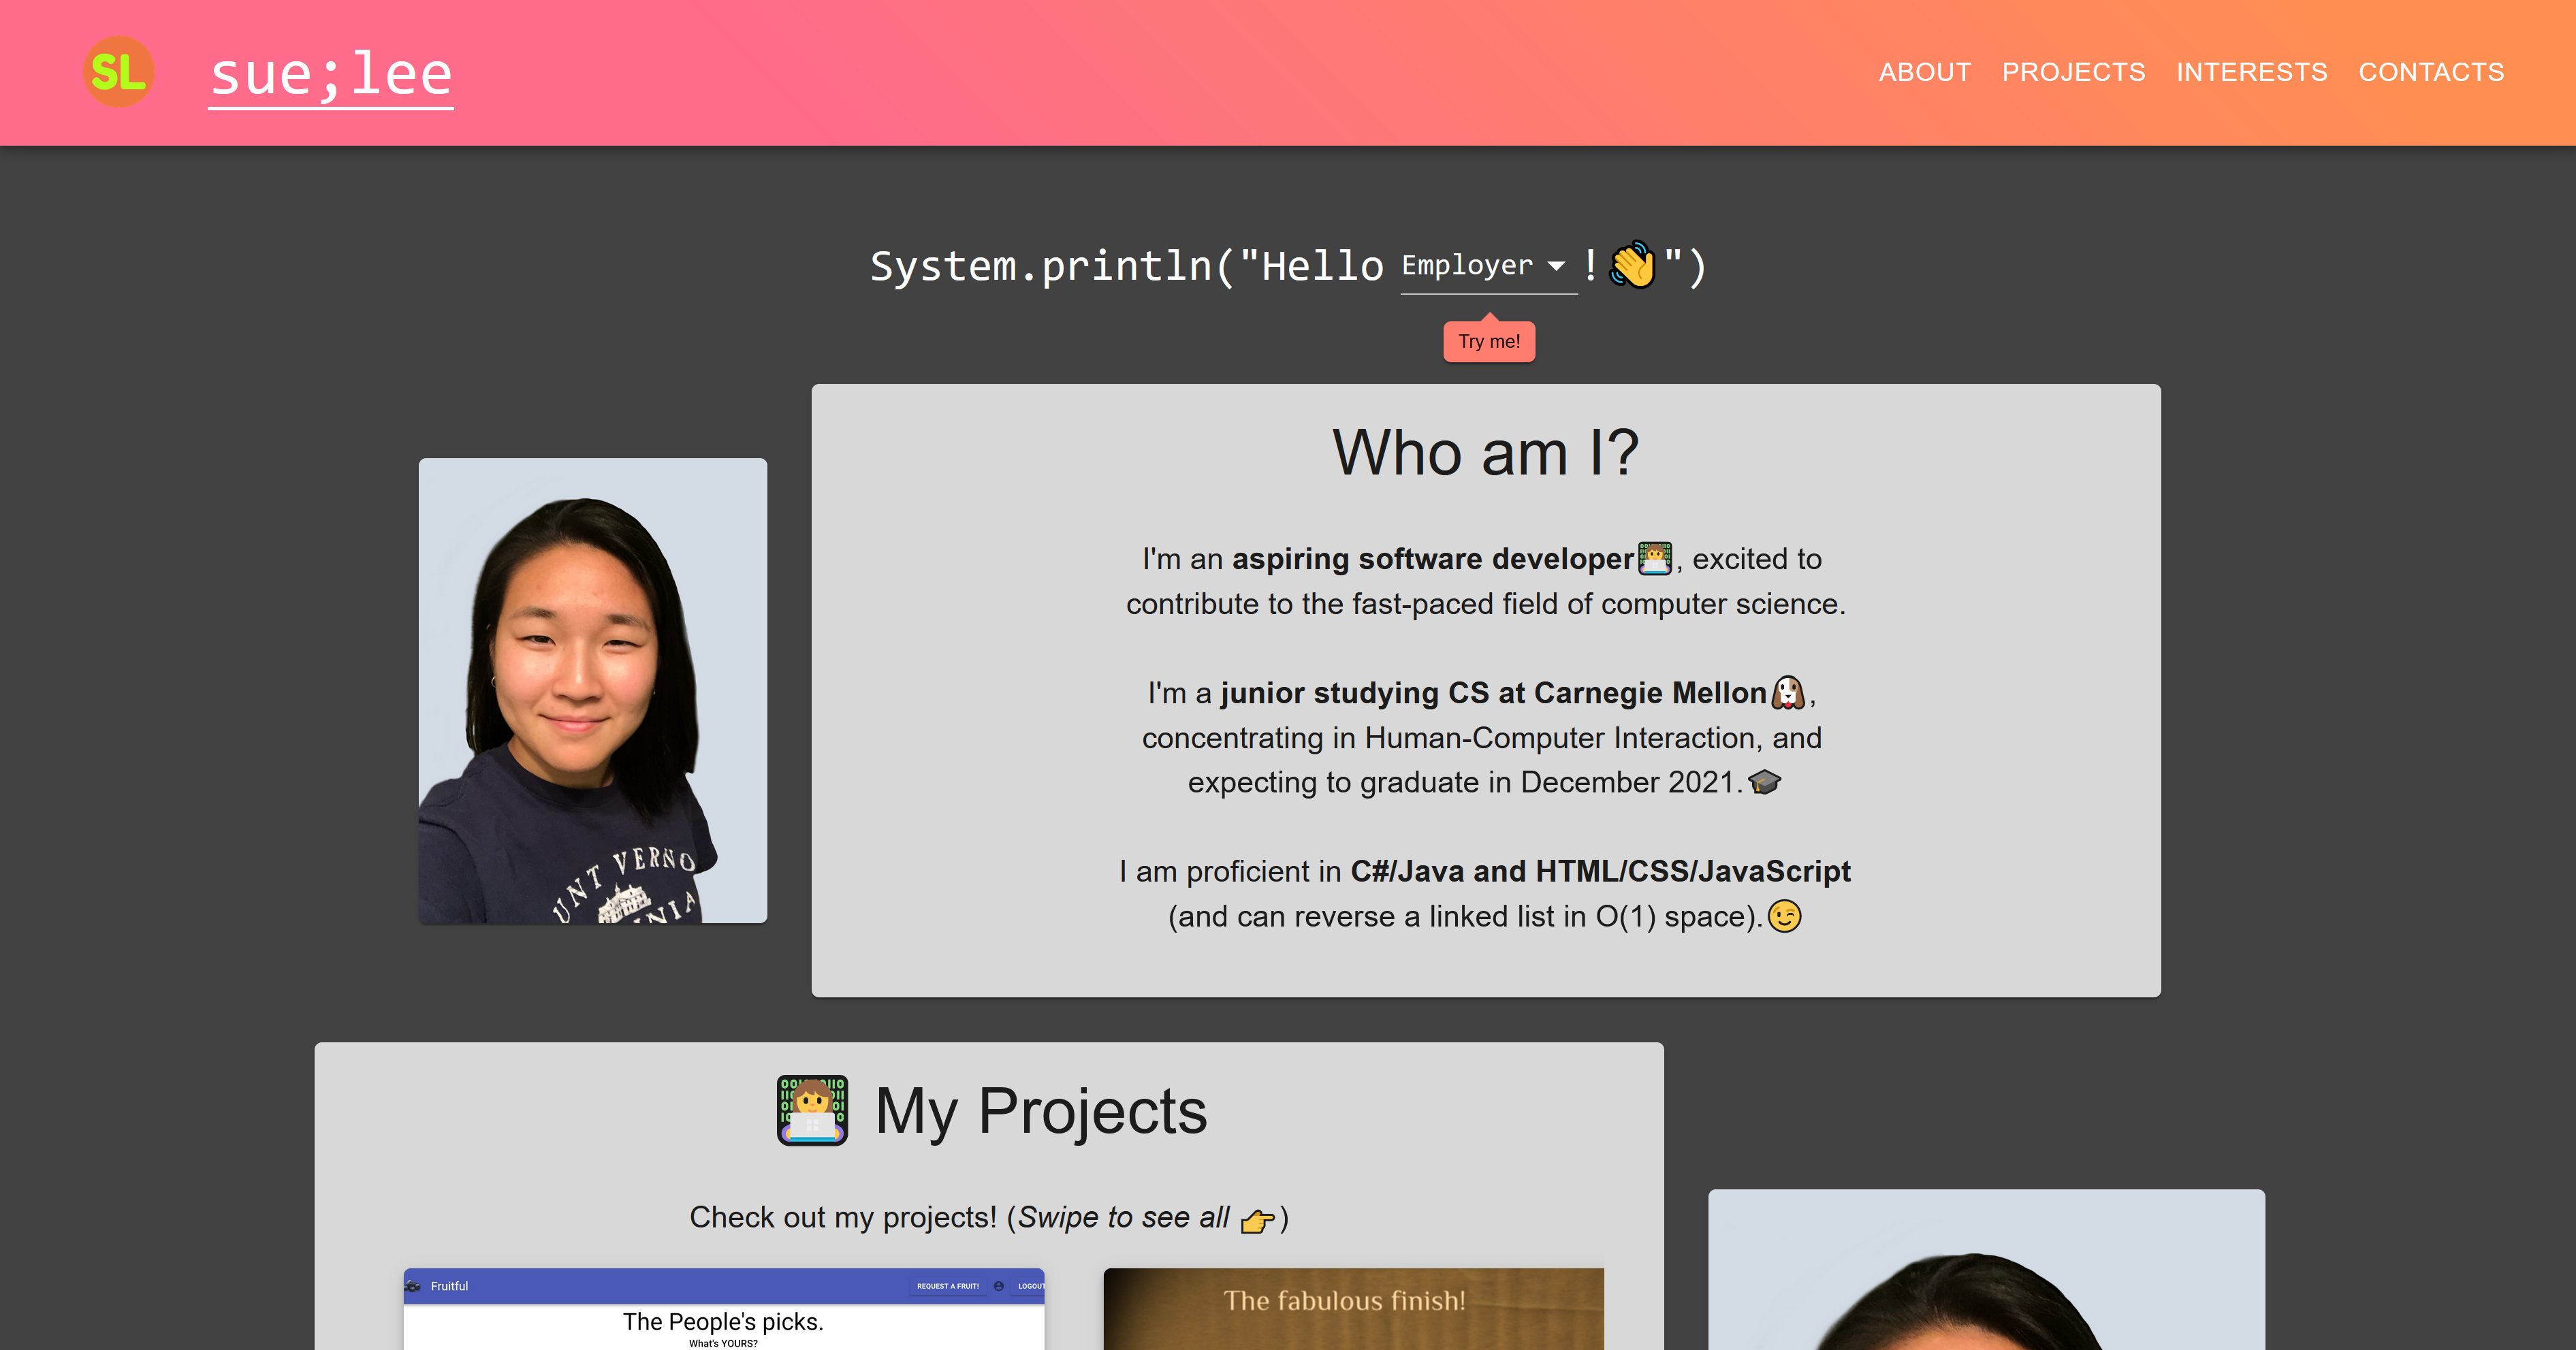 SL
sue;lee
ABOUT PROJECTS INTERESTS CONTACTS
System.println("Hello Employer !👋")
Try me!
Who am I?
I'm an aspiring software developer👩‍💻, excited to
contribute to the fast-paced field of computer science.
I'm a junior studying CS at Carnegie Mellon🐶,
concentrating in Human-Computer Interaction, and
expecting to graduate in December 2021.🎓
I am proficient in C#/Java and HTML/CSS/JavaScript
(and can reverse a linked list in O(1) space).😉
UNT VERNO
INIA
👩‍💻 My Projects
Check out my projects! (Swipe to see all 👉)
Fruitful
REQUEST A FRUIT!
LOGOUT
The People's picks.
What's YOURS?
The fabulous finish!